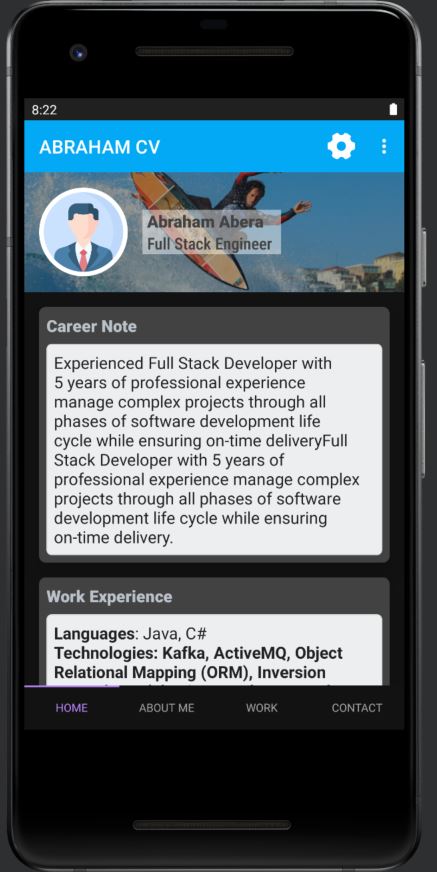 8:22
ABRAHAM CV
Abraham Abera
Full Stack Engineer
Career Note
Experienced Full Stack Developer with
5 years of professional experience
manage complex projects through all
phases of software development life
cycle while ensuring on-time deliveryFull
Stack Developer with 5 years of
professional experience manage complex
projects through all phases of software
development life cycle while ensuring
on-time delivery.
Work Experience
Languages: Java, C#
Technologies: Kafka, ActiveMQ, Object
Relational Mapping (ORM), Inversion
HOME ABOUT ME WORK CONTACT